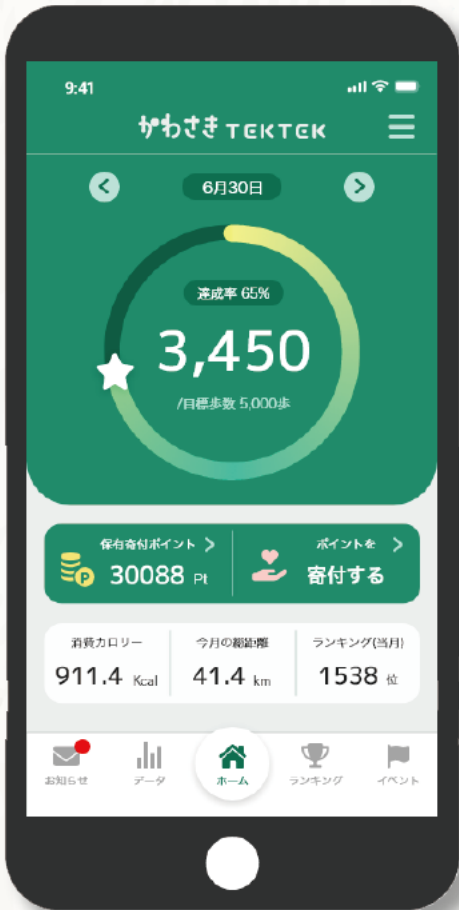 9:41
かわさき TEKTEK
6月30日
達成率 65%
3,450
/目標歩数 5,000歩
保有寄付ポイント
30088 Pt
ポイントを
寄付する
消費カロリー
911.4 Kcal
今月の総距離
41.4 km
ランキング(当月)
1538 位
お知らせ
データ
ホーム
ランキング
イベント